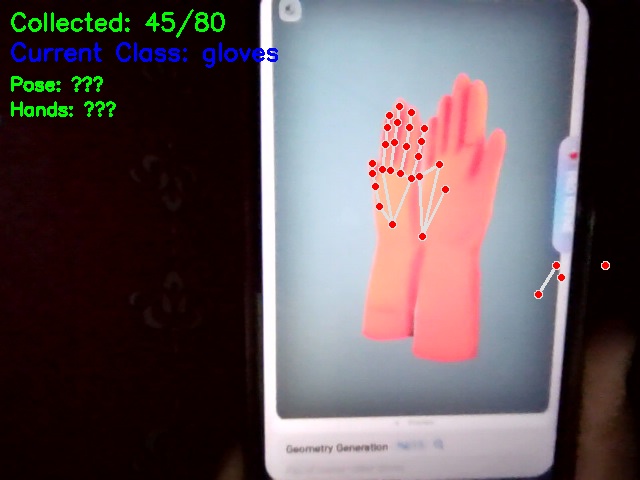 Collected: 45/80
Current Class: gloves
Pose: ???
Hands: ???
Geometry Generation